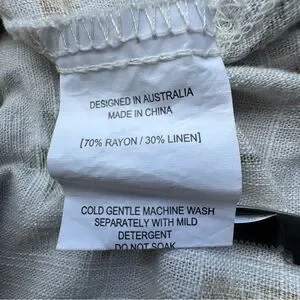 DESIGNED IN AUSTRALIA
MADE IN CHINA
[70% RAYON / 30% LINEN]
COLD GENTLE MACHINE WASH
SEPARATELY WITH MILD
DETERGENT
DO NOT SOAK